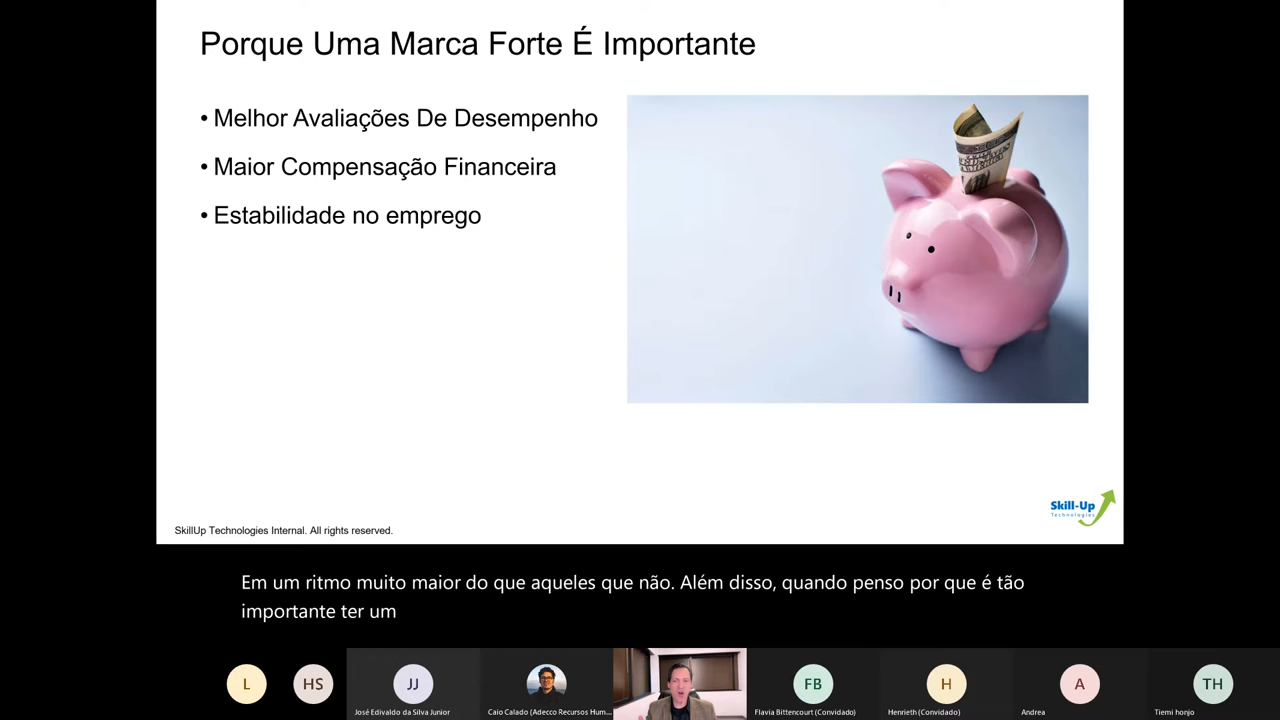 Porque Uma Marca Forte É Importante
• Melhor Avaliações De Desempenho
• Maior Compensação Financeira
• Estabilidade no emprego
Skill-Up
Technologies
SkillUp Technologies Internal. All rights reserved.
Em um ritmo muito maior do que aqueles que não. Além disso, quando penso por que é tão
importante ter um
L
HS
JJ
FB
H
A
TH
José Edivaldo da Silva Junior
Caio Calado (Adecco Recursos Hum...
Flavia Bittencourt (Convidado)
Henrieth (Convidado)
Andrea
Tiemi honjo